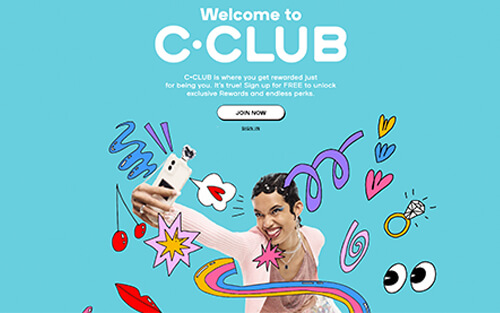 Welcome to
C•CLUB
C•CLUB is where you get rewarded just
for being you. It's true! Sign up for FREE to unlock
exclusive Rewards and endless perks.
JOIN NOW
SIGN IN